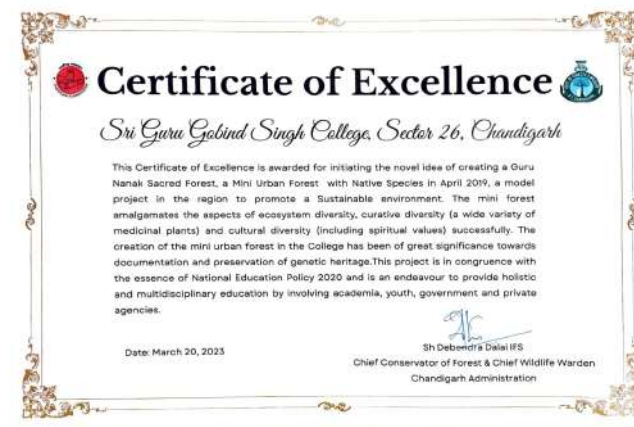 Certificate of Excellence
Sri Guru Gobind Singh College, Sector 26, Chandigarh
This Certificate of Excellence is awarded for initiating the novel idea of creating a Guru
Nanak Sacred Forest, a Mini Urban Forest with Native Species in April 2019, a model
project in the region to promote a Sustainable environment. The mini forest
amalgamates the aspects of ecosystem diversity, curative diversity (a wide variety of
medicinal plants) and cultural diversity (including spiritual values) successfully. The
creation of the mini urban forest in the College has been of great significance towards
documentation and preservation of genetic heritage.This project is in congruence with
the essence of National Education Policy 2020 and is an endeavour to provide holistic
and multidisciplinary education by involving academia, youth, government and private
agencies.
Date: March 20, 2023
Sh Debendra Dalai IFS
Chief Conservator of Forest & Chief Wildlife Warden
Chandigarh Administration